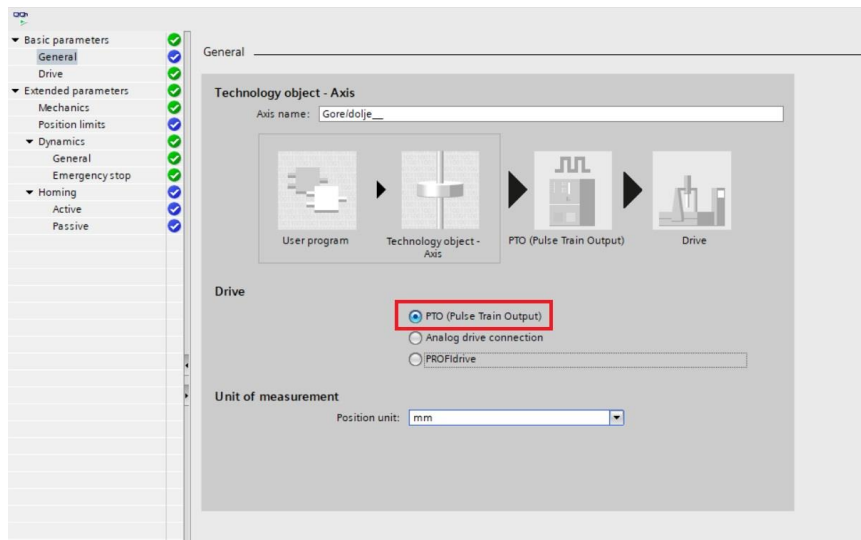 Basic parameters
General
Drive
Extended parameters
Mechanics
Position limits
Dynamics
General
Emergency stop
Homing
Active
Passive
General
Technology object - Axis
Axis name: Gore/dolje__
User program
Technology object -
Axis
PTO (Pulse Train Output)
Drive
Drive
PTO (Pulse Train Output)
Analog drive connection
PROFIdrive
Unit of measurement
Position unit: mm